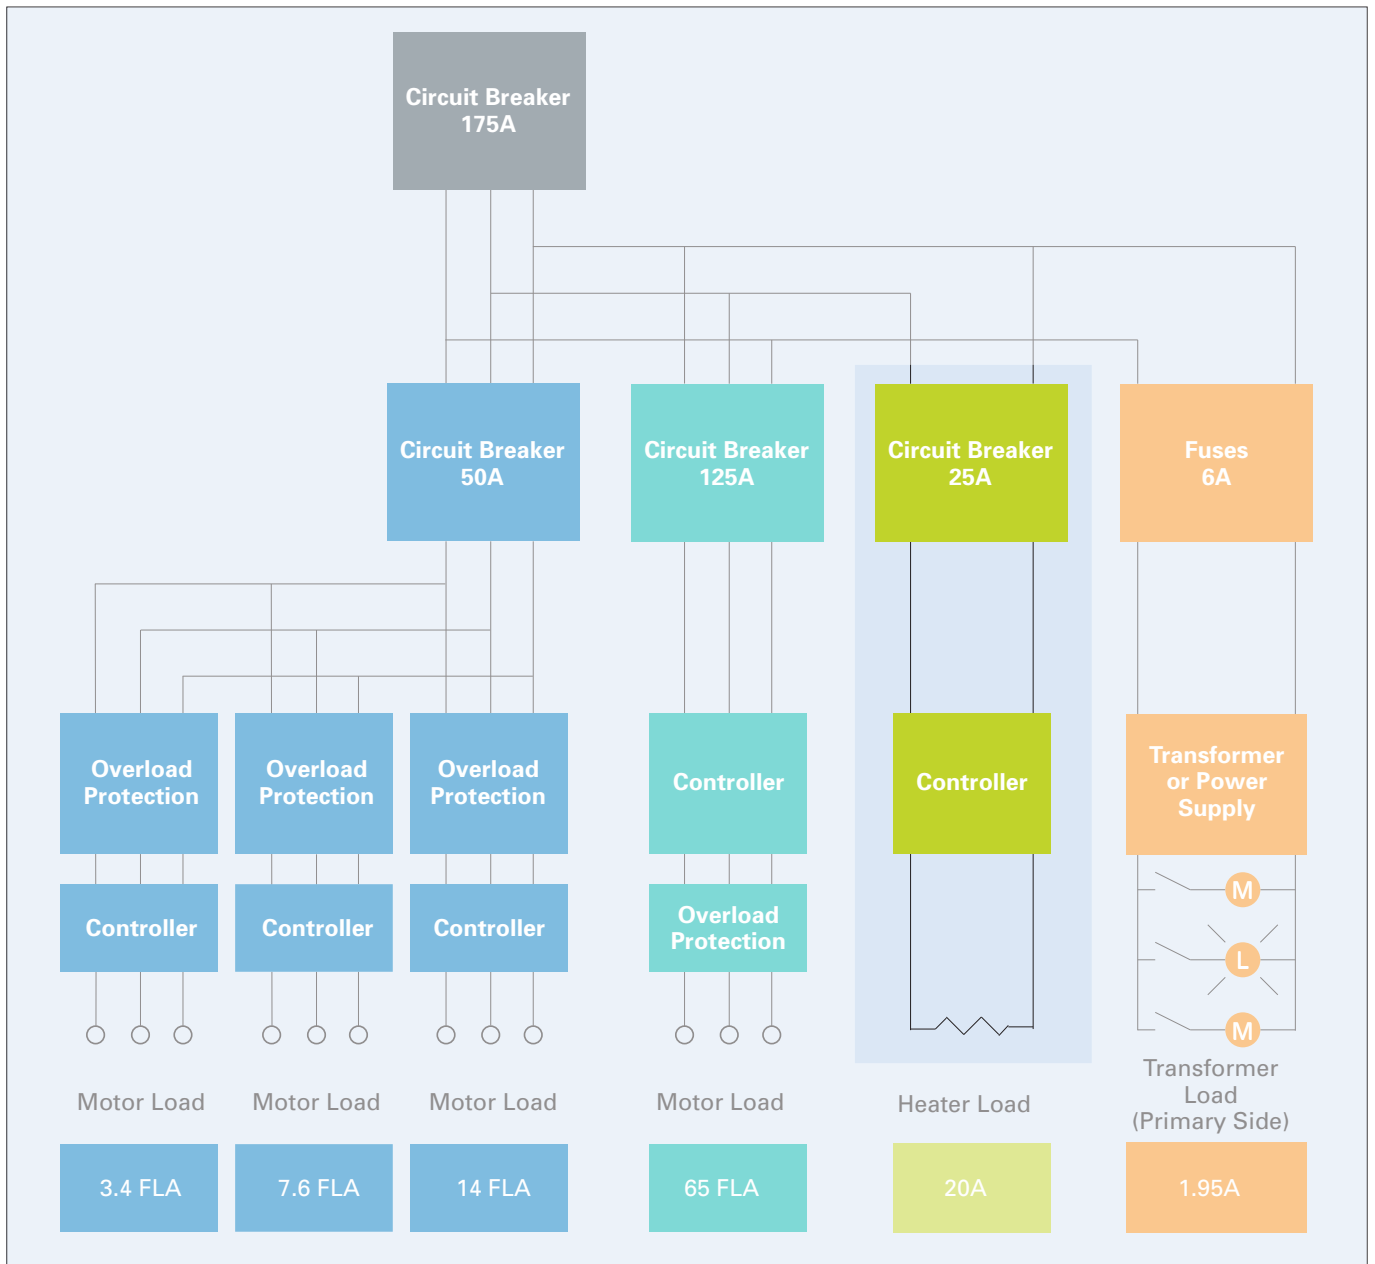 Circuit Breaker
175A
Circuit Breaker
50A
Circuit Breaker
125A
Circuit Breaker
25A
Fuses
6A
Overload
Protection
Overload
Protection
Overload
Protection
Controller
Controller
Transformer
or Power
Supply
Controller
Controller
Controller
Overload
Protection
M
L
M
Motor Load
Motor Load
Motor Load
Motor Load
Heater Load
Transformer
Load
(Primary Side)
3.4 FLA
7.6 FLA
14 FLA
65 FLA
20A
1.95A